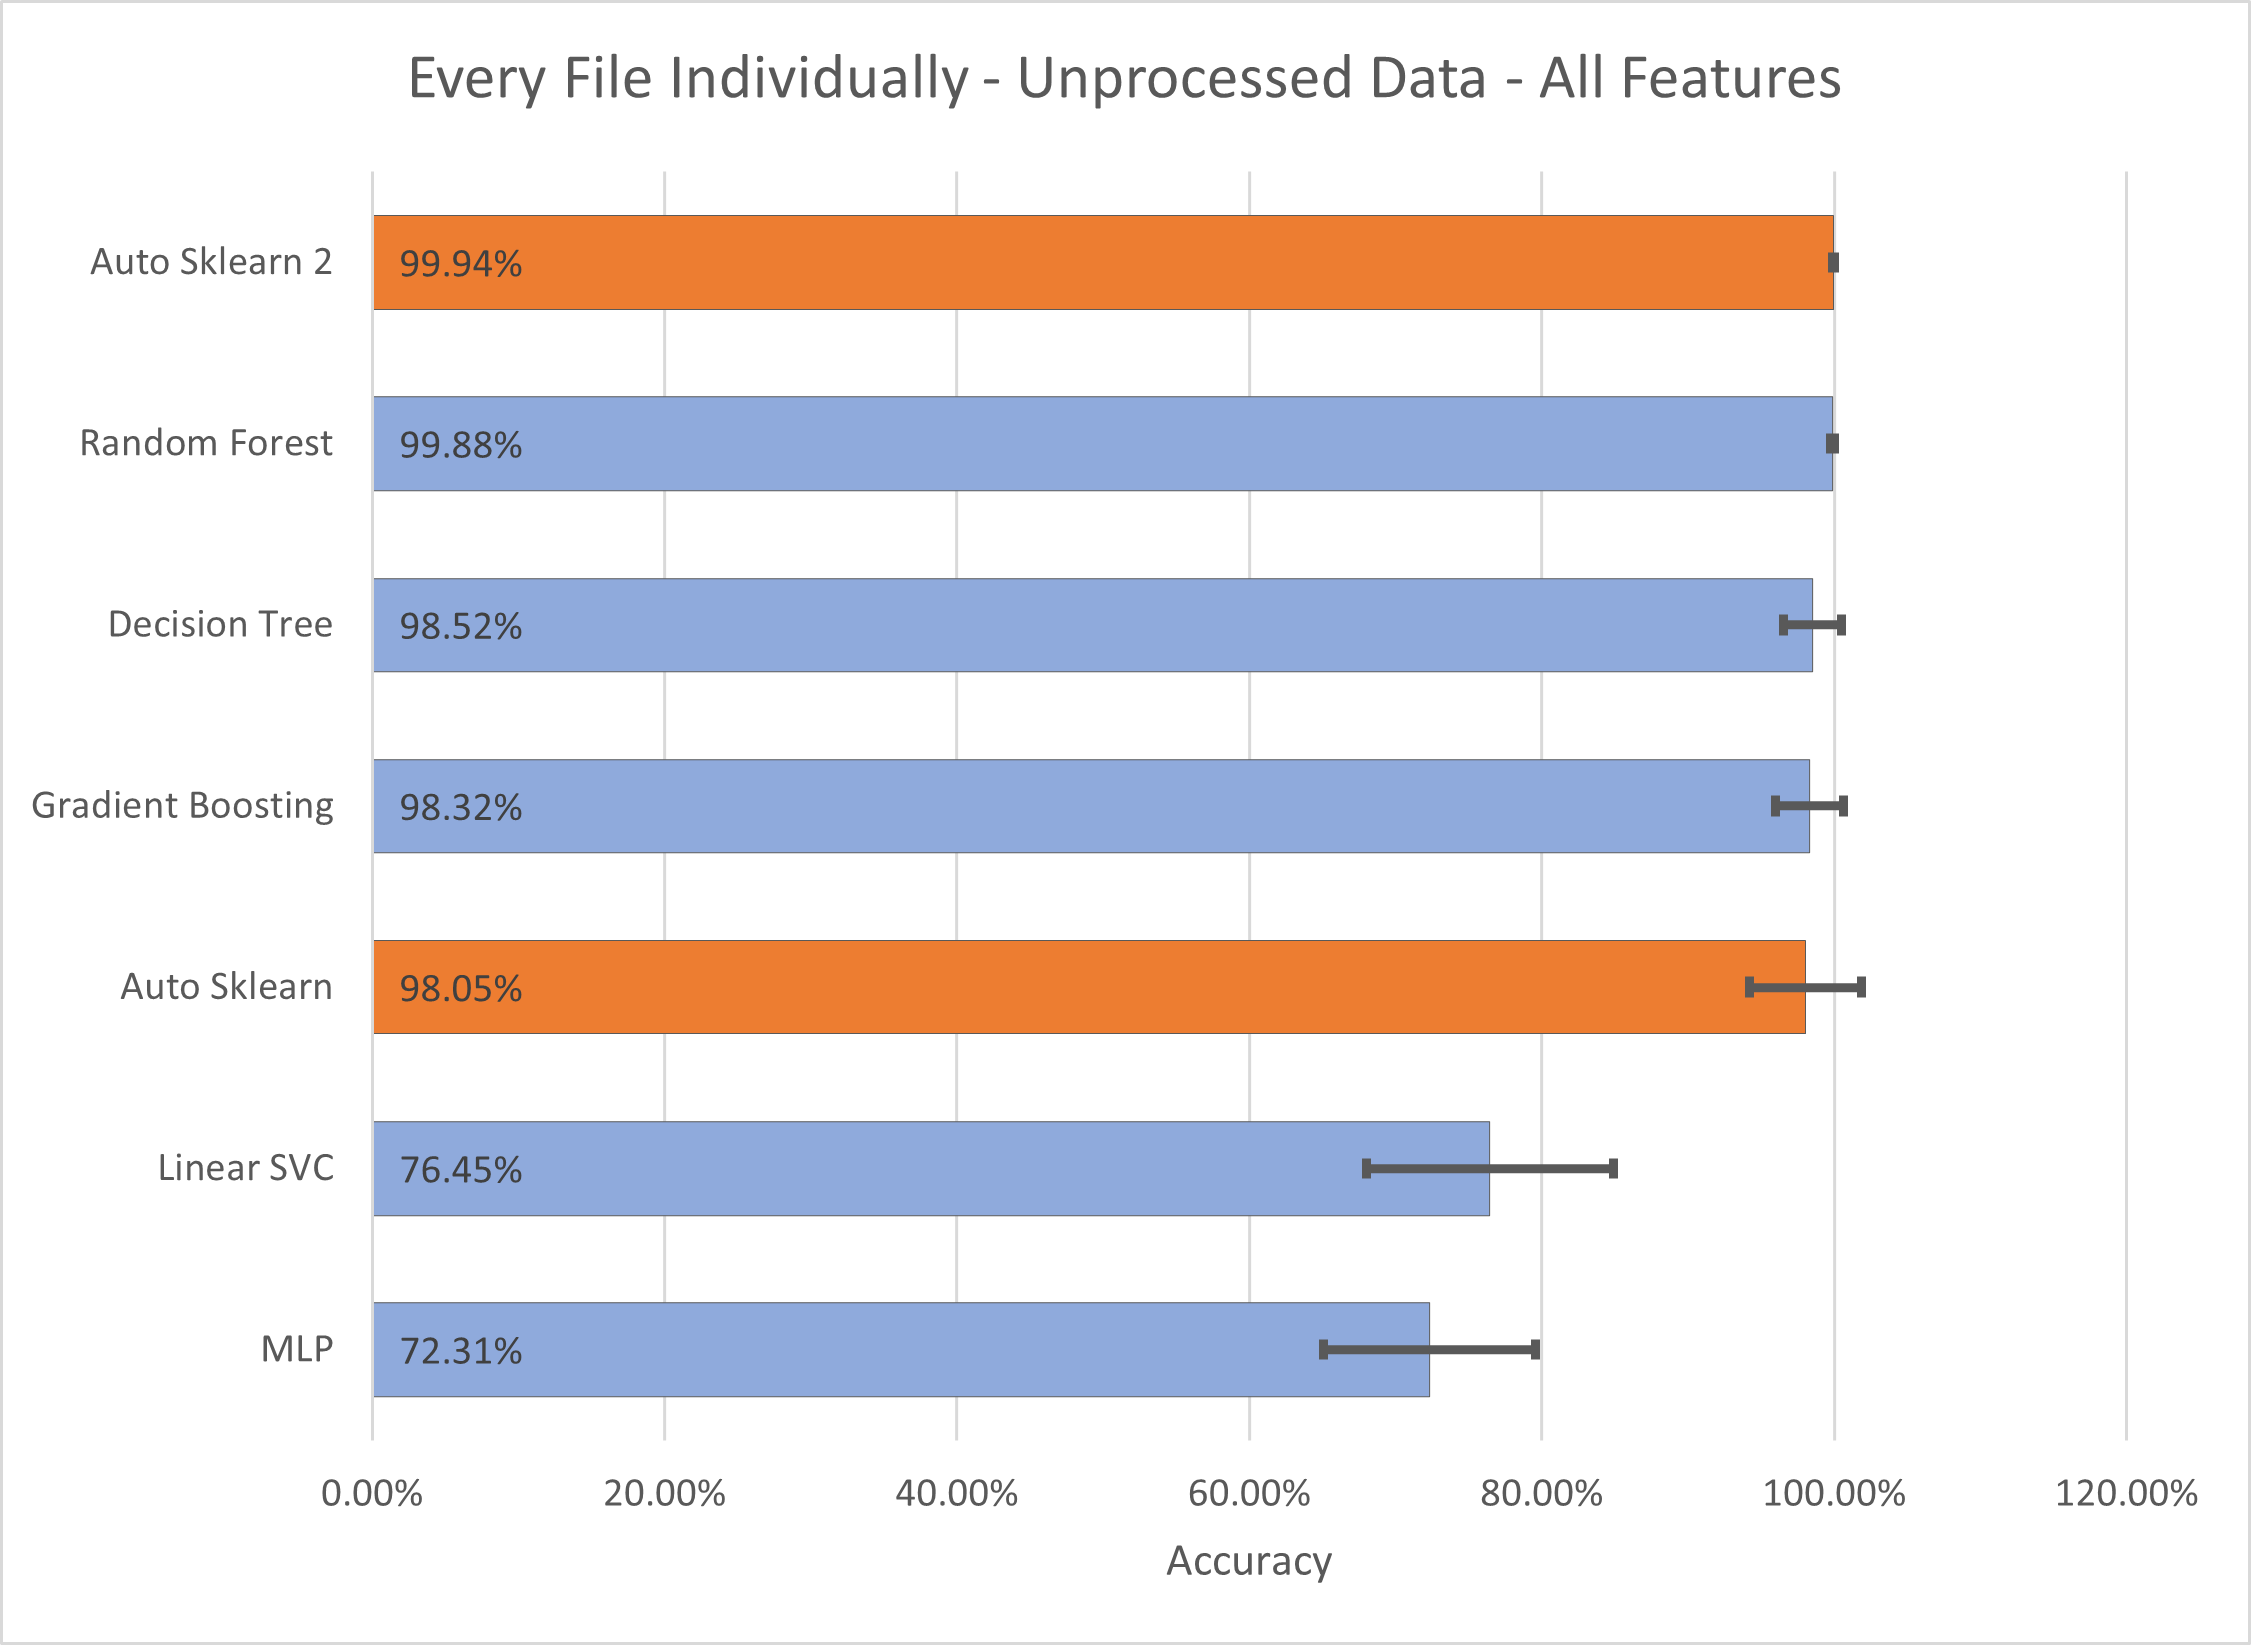 Every File Individually - Unprocessed Data - All Features
Auto Sklearn 2
99.94%
Random Forest
99.88%
Decision Tree
98.52%
Gradient Boosting
98.32%
Auto Sklearn
98.05%
Linear SVC
76.45%
MLP
72.31%
0.00% 20.00% 40.00% 60.00% 80.00% 100.00% 120.00%
Accuracy